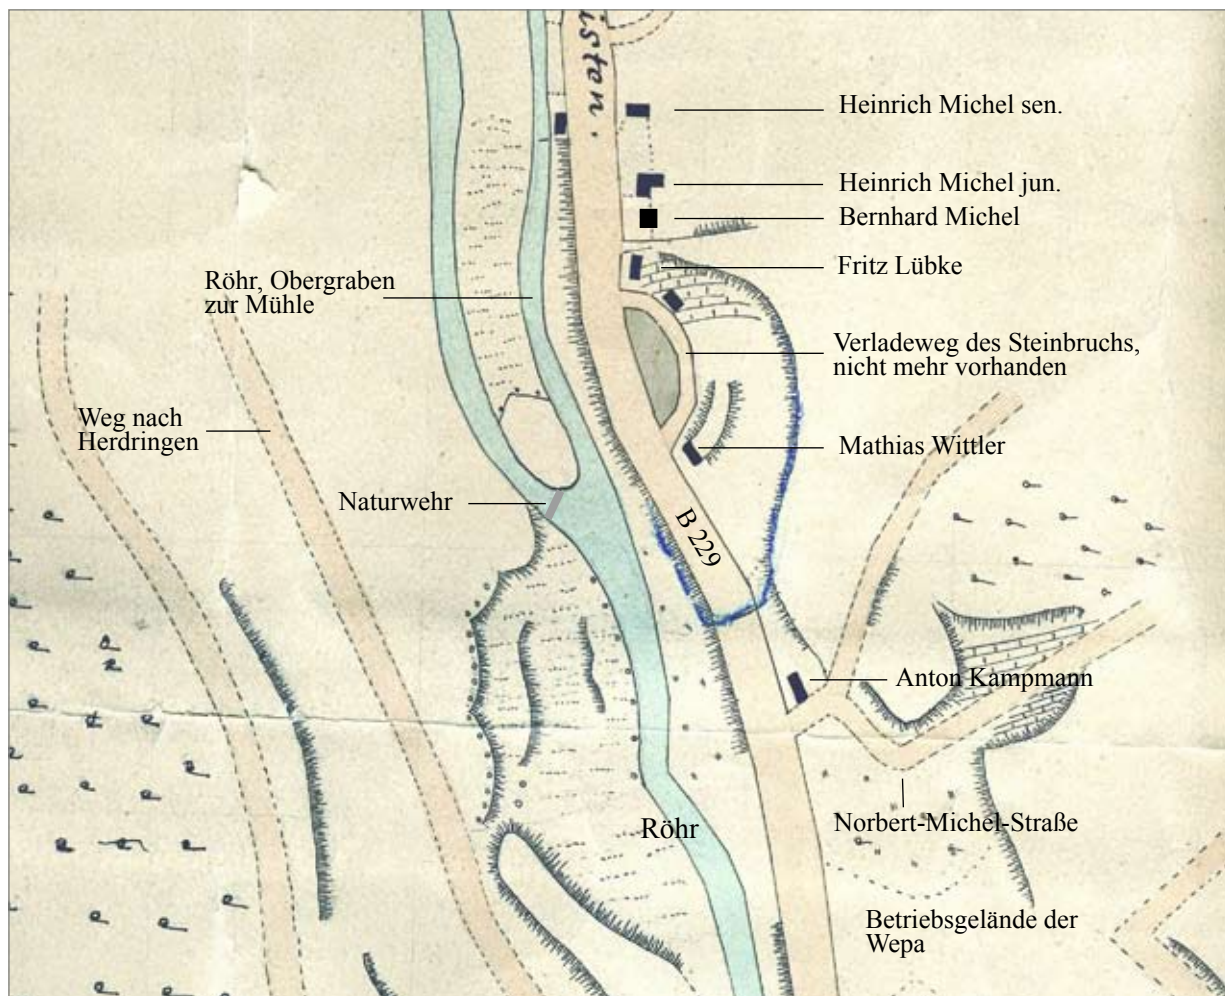 isten.
Heinrich Michel sen.
Heinrich Michel jun.
Bernhard Michel
Fritz Lübke
Röhr, Obergraben
zur Mühle
Verladeweg des Steinbruchs,
nicht mehr vorhanden
Weg nach
Herdringen
Mathias Wittler
Naturwehr
B 229
Anton Kampmann
Norbert-Michel-Straße
Röhr
Betriebsgelände der
Wepa